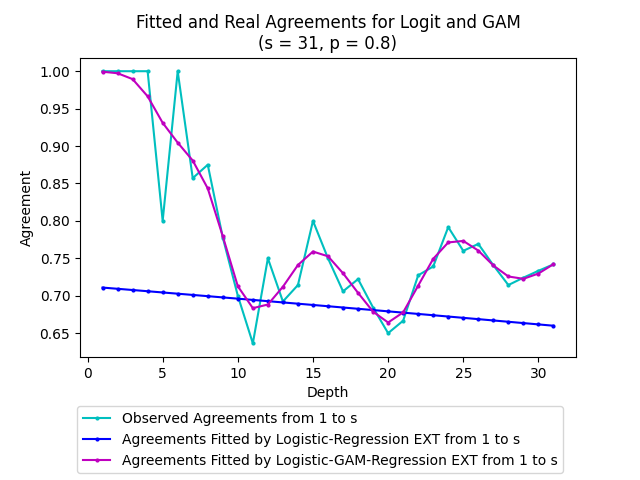 Fitted and Real Agreements for Logit and GAM
(s = 31, p = 0.8)
1.00
0.95
0.90
0.85
0.80
0.75
0.70
0.65
Agreement
0 5 10 15 20 25 30
Depth
Observed Agreements from 1 to s
Agreements Fitted by Logistic-Regression EXT from 1 to s
Agreements Fitted by Logistic-GAM-Regression EXT from 1 to s